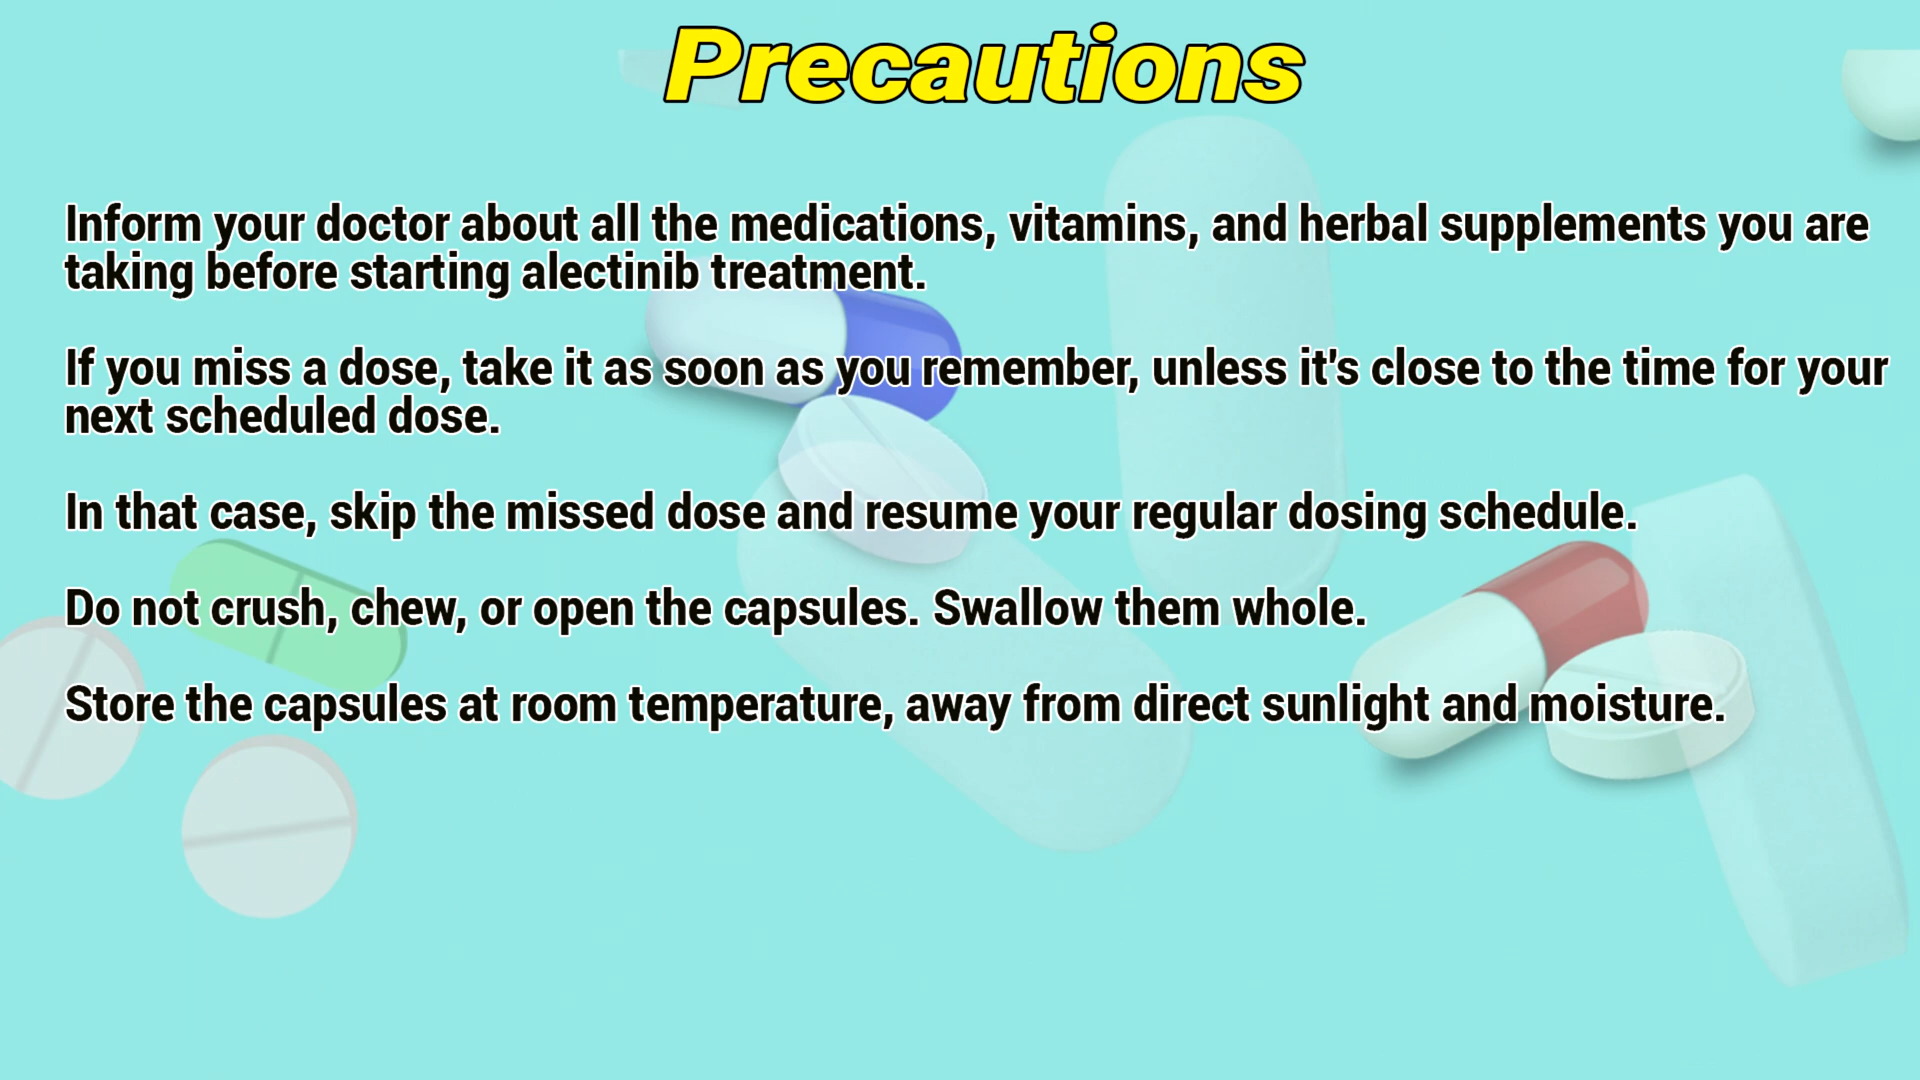 Precautions
Inform your doctor about all the medications, vitamins, and herbal supplements you are
taking before starting alectinib treatment.
If you miss a dose, take it as soon as you remember, unless it's close to the time for your
next scheduled dose.
In that case, skip the missed dose and resume your regular dosing schedule.
Do not crush, chew, or open the capsules. Swallow them whole.
Store the capsules at room temperature, away from direct sunlight and moisture.